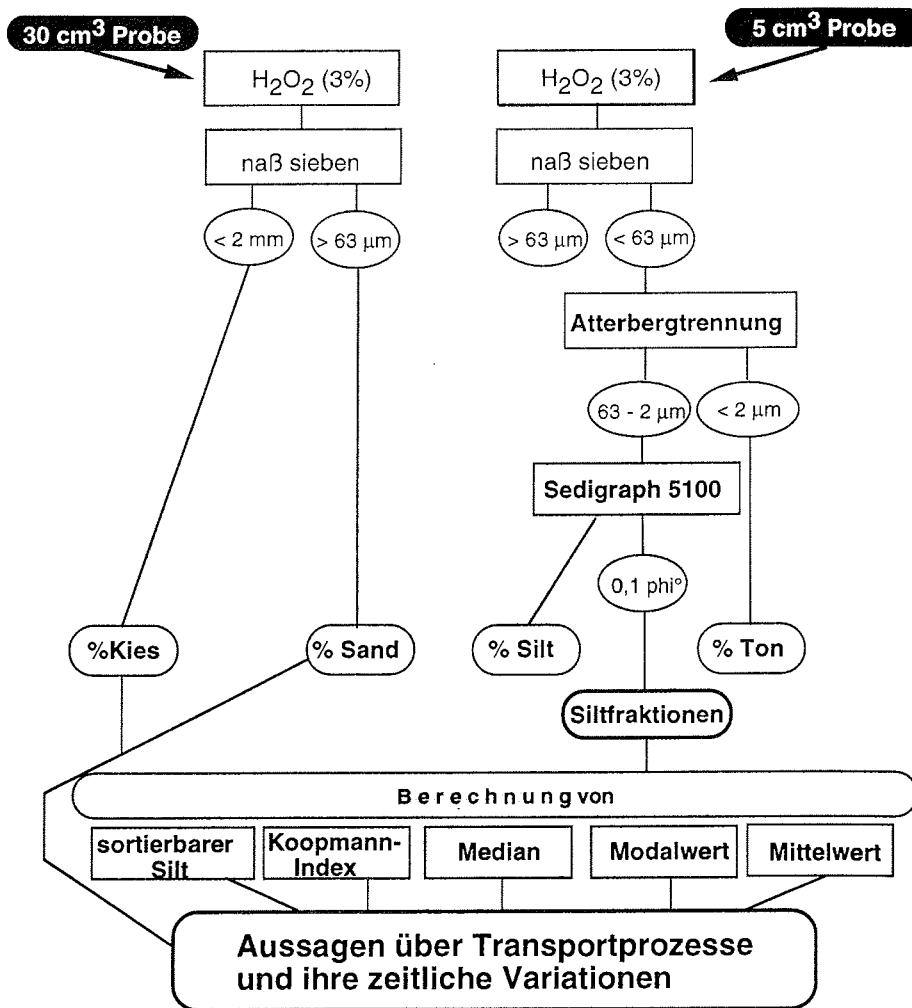 30 cm³ Probe
5 cm³ Probe
H₂O₂ (3%)
H₂O₂ (3%)
naß sieben
naß sieben
< 2 mm
> 63 µm
> 63 µm
< 63 µm
Atterbergtrennung
63 - 2 µm
< 2 µm
Sedigraph 5100
0,1 phi°
%Kies
% Sand
% Silt
% Ton
Siltfraktionen
Berechnung von
sortierbarer
Silt
Koopmann-
Index
Median
Modalwert
Mittelwert
Aussagen über Transportprozesse
und ihre zeitliche Variationen